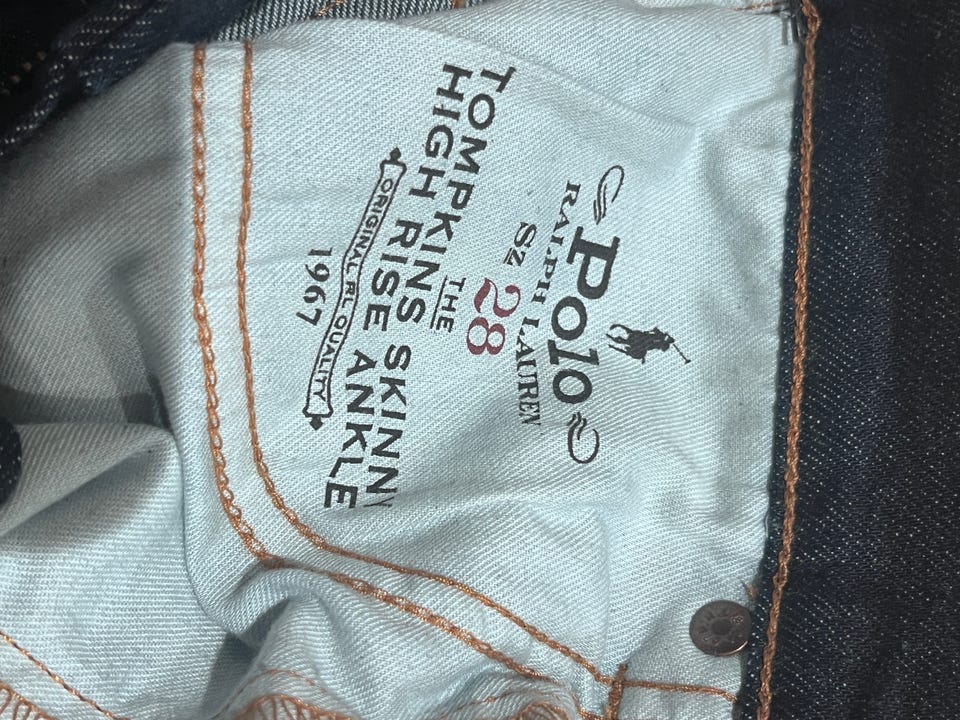 Polo
RALPH LAUREN
SZ 28
THE
TOMPKINS SKINNY
HIGH RISE ANKLE
ORIGINAL RL QUALITY
1967